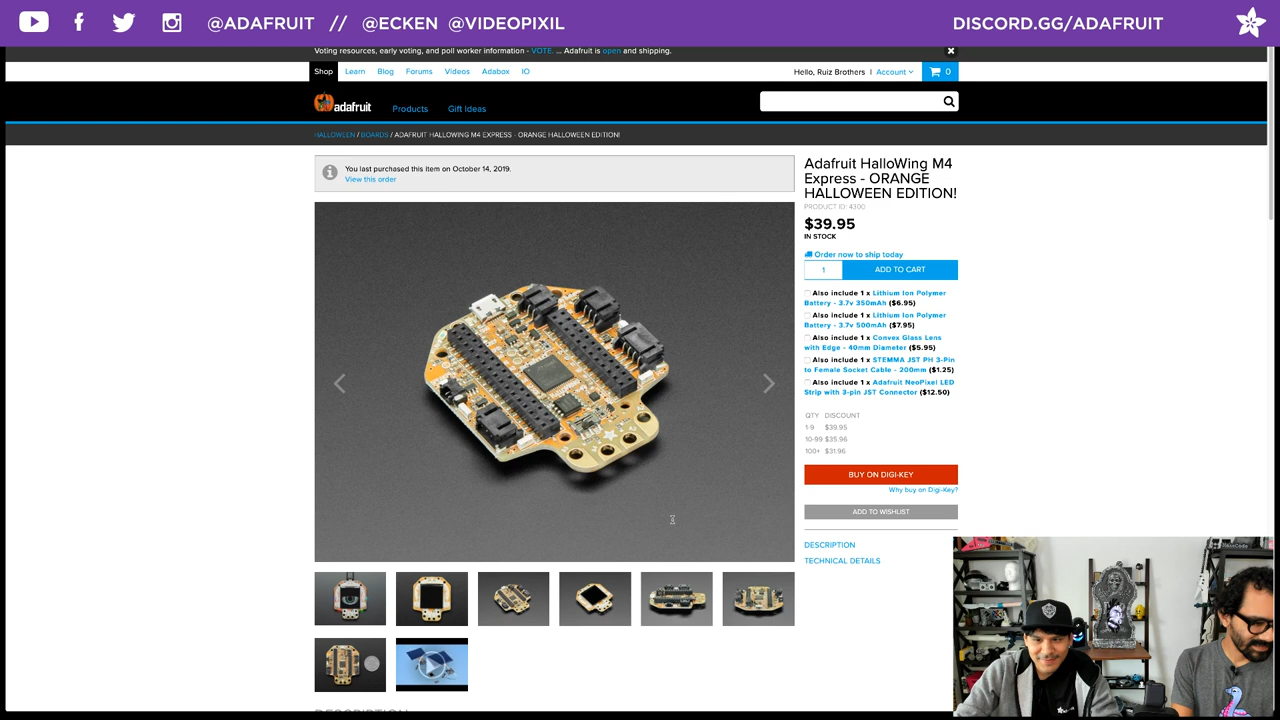 @ADAFRUIT // @ECKEN @VIDEOPIXIL
DISCORD.GG/ADAFRUIT
Voting resources, early voting, and poll worker information - VOTE. ... Adafruit is open and shipping.
Shop Learn Blog Forums Videos Adabox IO
Hello, Ruiz Brothers | Account
0
adafruit
Products Gift Ideas
HALLOWEEN / BOARDS / ADAFRUIT HALLOWING M4 EXPRESS - ORANGE HALLOWEEN EDITION!
You last purchased this item on October 14, 2019.
View this order
Adafruit HalloWing M4
Express - ORANGE
HALLOWEEN EDITION!
PRODUCT ID: 4300
$39.95
IN STOCK
Order now to ship today
1 ADD TO CART
Also include 1 x Lithium Ion Polymer
Battery - 3.7v 350mAh ($6.95)
Also include 1 x Lithium Ion Polymer
Battery - 3.7v 500mAh ($7.95)
Also include 1 x Convex Glass Lens
with Edge - 40mm Diameter ($5.95)
Also include 1 x STEMMA JST PH 3-Pin
to Female Socket Cable - 200mm ($1.25)
Also include 1 x Adafruit NeoPixel LED
Strip with 3-pin JST Connector ($12.50)
QTY DISCOUNT
1-9 $39.95
10-99 $35.96
100+ $31.96
BUY ON DIGI-KEY
Why buy on Digi-Key?
ADD TO WISHLIST
DESCRIPTION
TECHNICAL DETAILS
DESCRIPTION